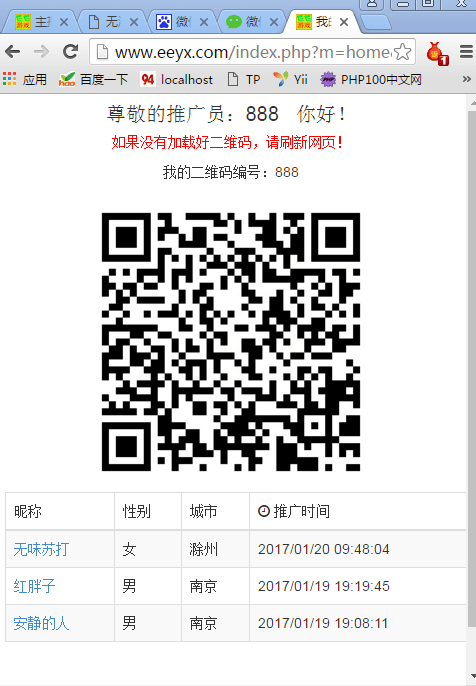 主
无
微
微
我的
www.eeyx.com/index.php?m=home
1
应用 百度一下 94 localhost TP Yii PHP100中文网 »
尊敬的推广员：888 你好！
如果没有加载好二维码，请刷新网页！
我的二维码编号：888
昵称 性别 城市 推广时间
无味苏打 女 滁州 2017/01/20 09:48:04
红胖子 男 南京 2017/01/19 19:19:45
安静的人 男 南京 2017/01/19 19:08:11